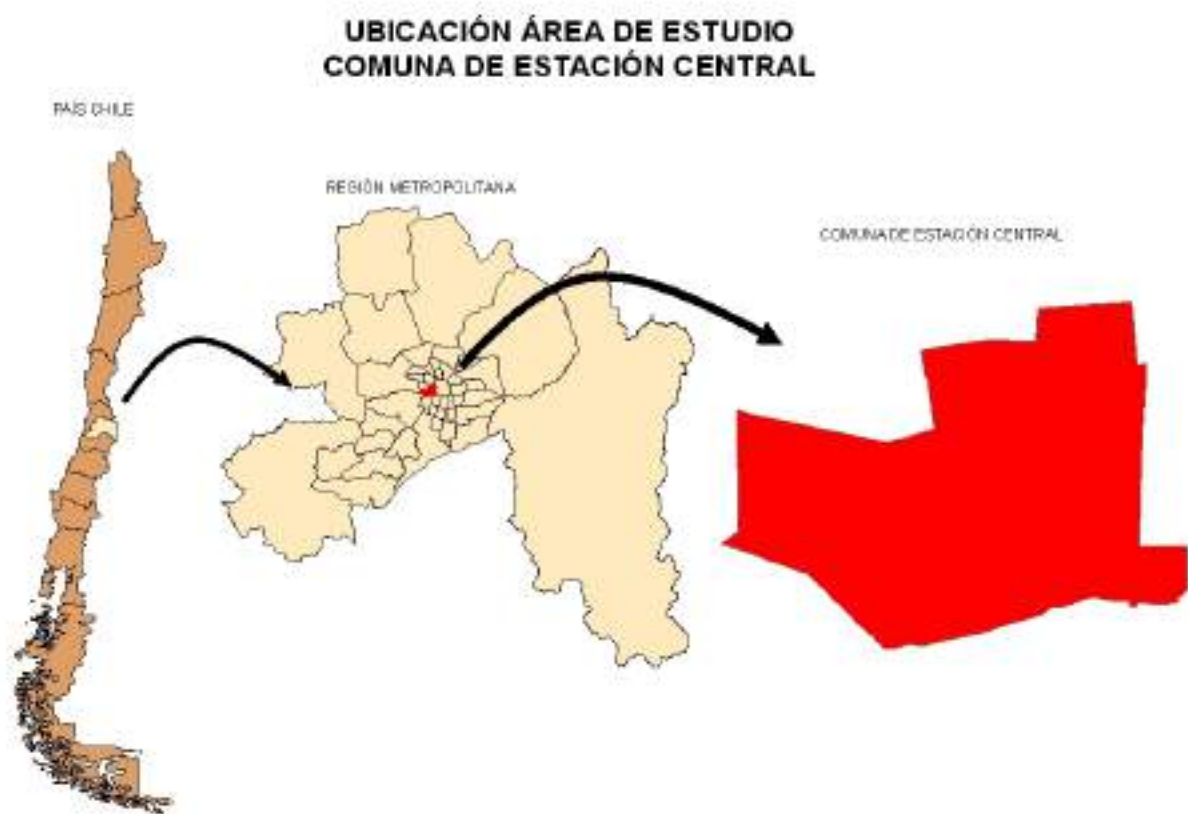 UBICACIÓN ÁREA DE ESTUDIO
COMUNA DE ESTACIÓN CENTRAL
PAÍS CHILE
REGIÓN METROPOLITANA
COMUNA DE ESTACIÓN CENTRAL